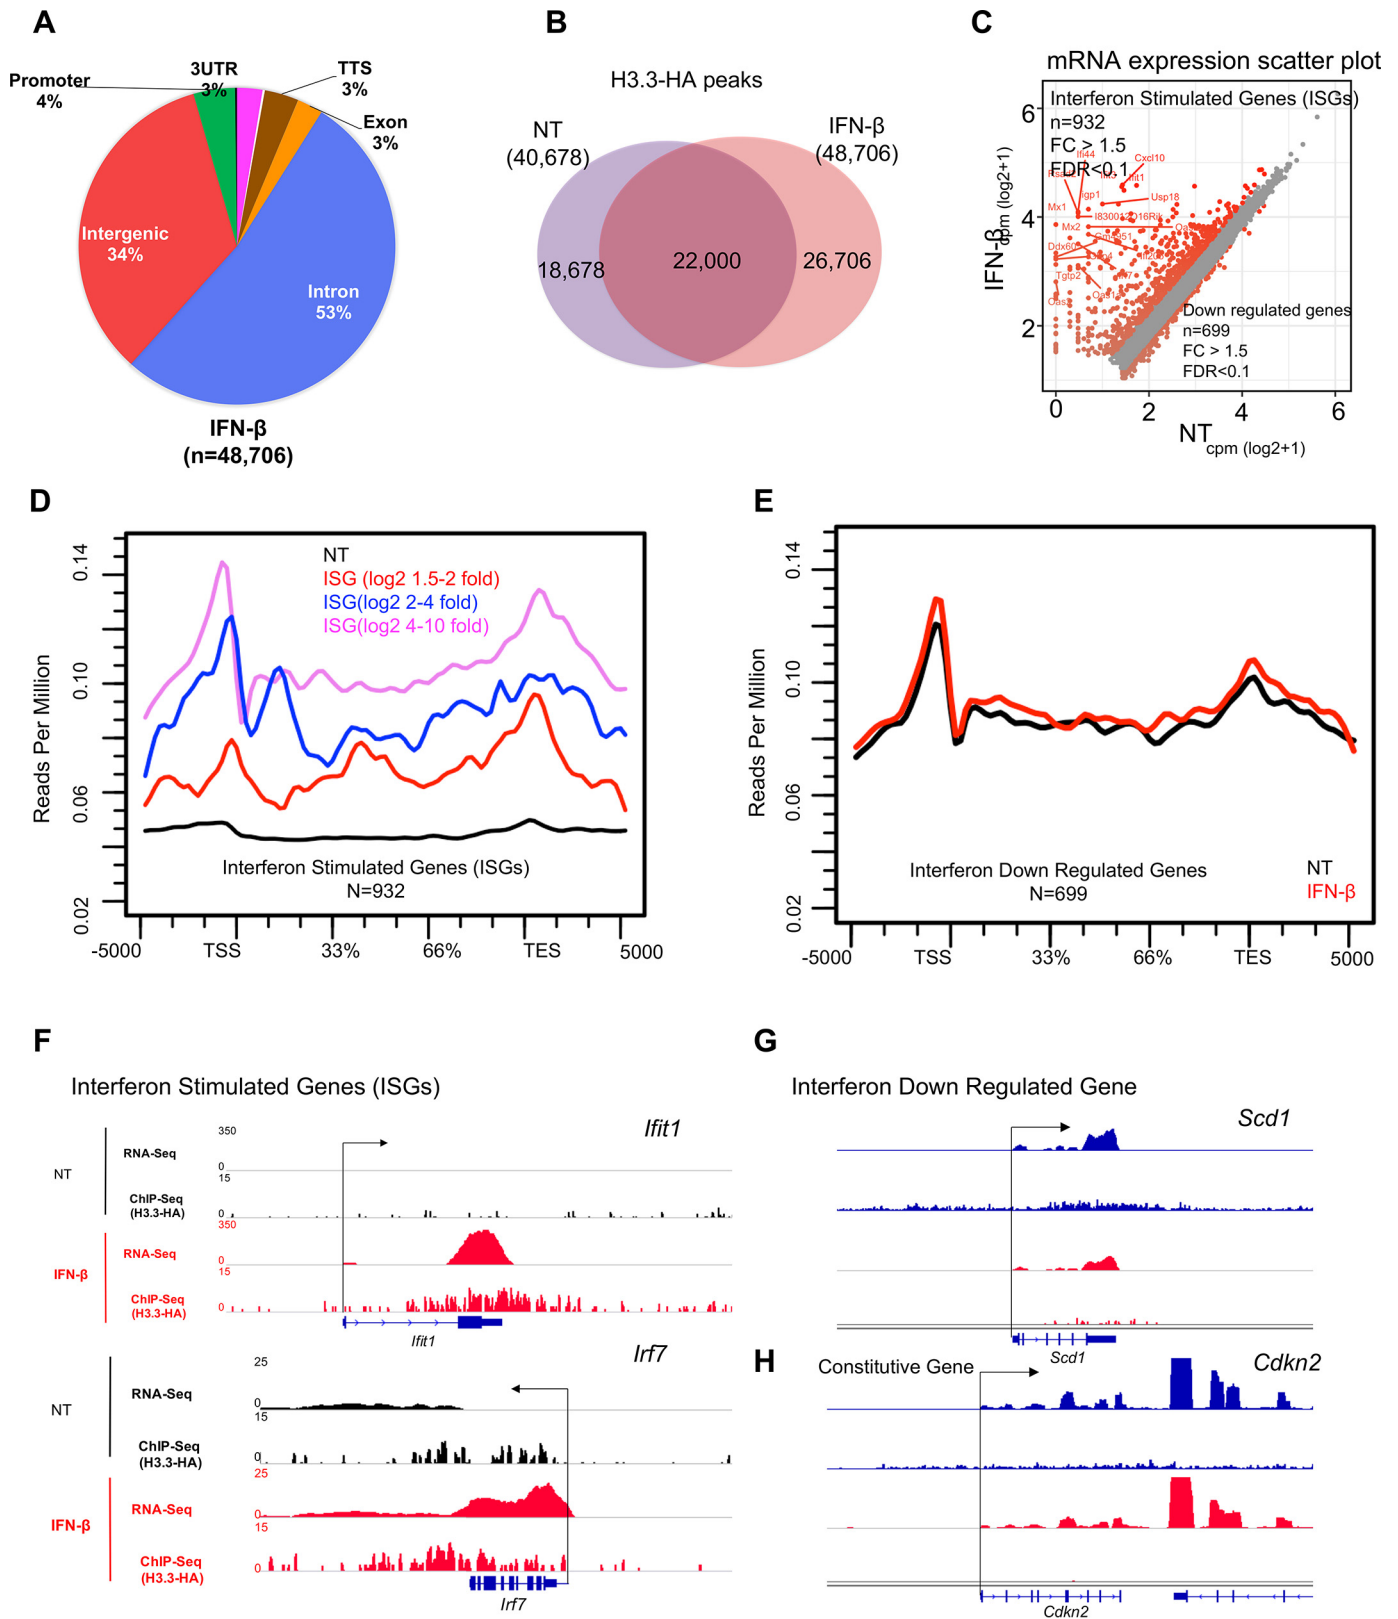 A
Promoter
4%
3UTR
3%
TTS
3%
Exon
3%
Intergenic
34%
Intron
53%
IFN-β
(n=48,706)
B
H3.3-HA peaks
NT
(40,678)
IFN-β
(48,706)
18,678
22,000
26,706
C
mRNA expression scatter plot
Interferon Stimulated Genes (ISGs)
n=932
FC > 1.5
FDR<0.1
Ifi44
Cxcl10
Ifit1
Igp1
Usp18
Mx1
I830012O16Rik
Mx2
Ddx60
Tgtp2
Down regulated genes
n=699
FC > 1.5
FDR<0.1
6
4
2
IFN-β cpm (log2+1)
0
2
4
6
NT cpm (log2+1)
D
NT
ISG (log2 1.5-2 fold)
ISG(log2 2-4 fold)
ISG(log2 4-10 fold)
Interferon Stimulated Genes (ISGs)
N=932
Reads Per Million
0.14
0.10
0.06
0.02
-5000
TSS
33%
66%
TES
5000
E
Interferon Down Regulated Genes
N=699
NT
IFN-β
Reads Per Million
0.14
0.10
0.06
0.02
-5000
TSS
33%
66%
TES
5000
F
Interferon Stimulated Genes (ISGs)
Ifit1
NT
RNA-Seq
350
0
ChIP-Seq
(H3.3-HA)
15
0
IFN-β
RNA-Seq
350
0
ChIP-Seq
(H3.3-HA)
15
0
Ifit1
Irf7
NT
RNA-Seq
25
0
ChIP-Seq
(H3.3-HA)
15
0
IFN-β
RNA-Seq
25
0
ChIP-Seq
(H3.3-HA)
15
0
Irf7
G
Interferon Down Regulated Gene
Scd1
Scd1
H
Constitutive Gene
Cdkn2
Cdkn2